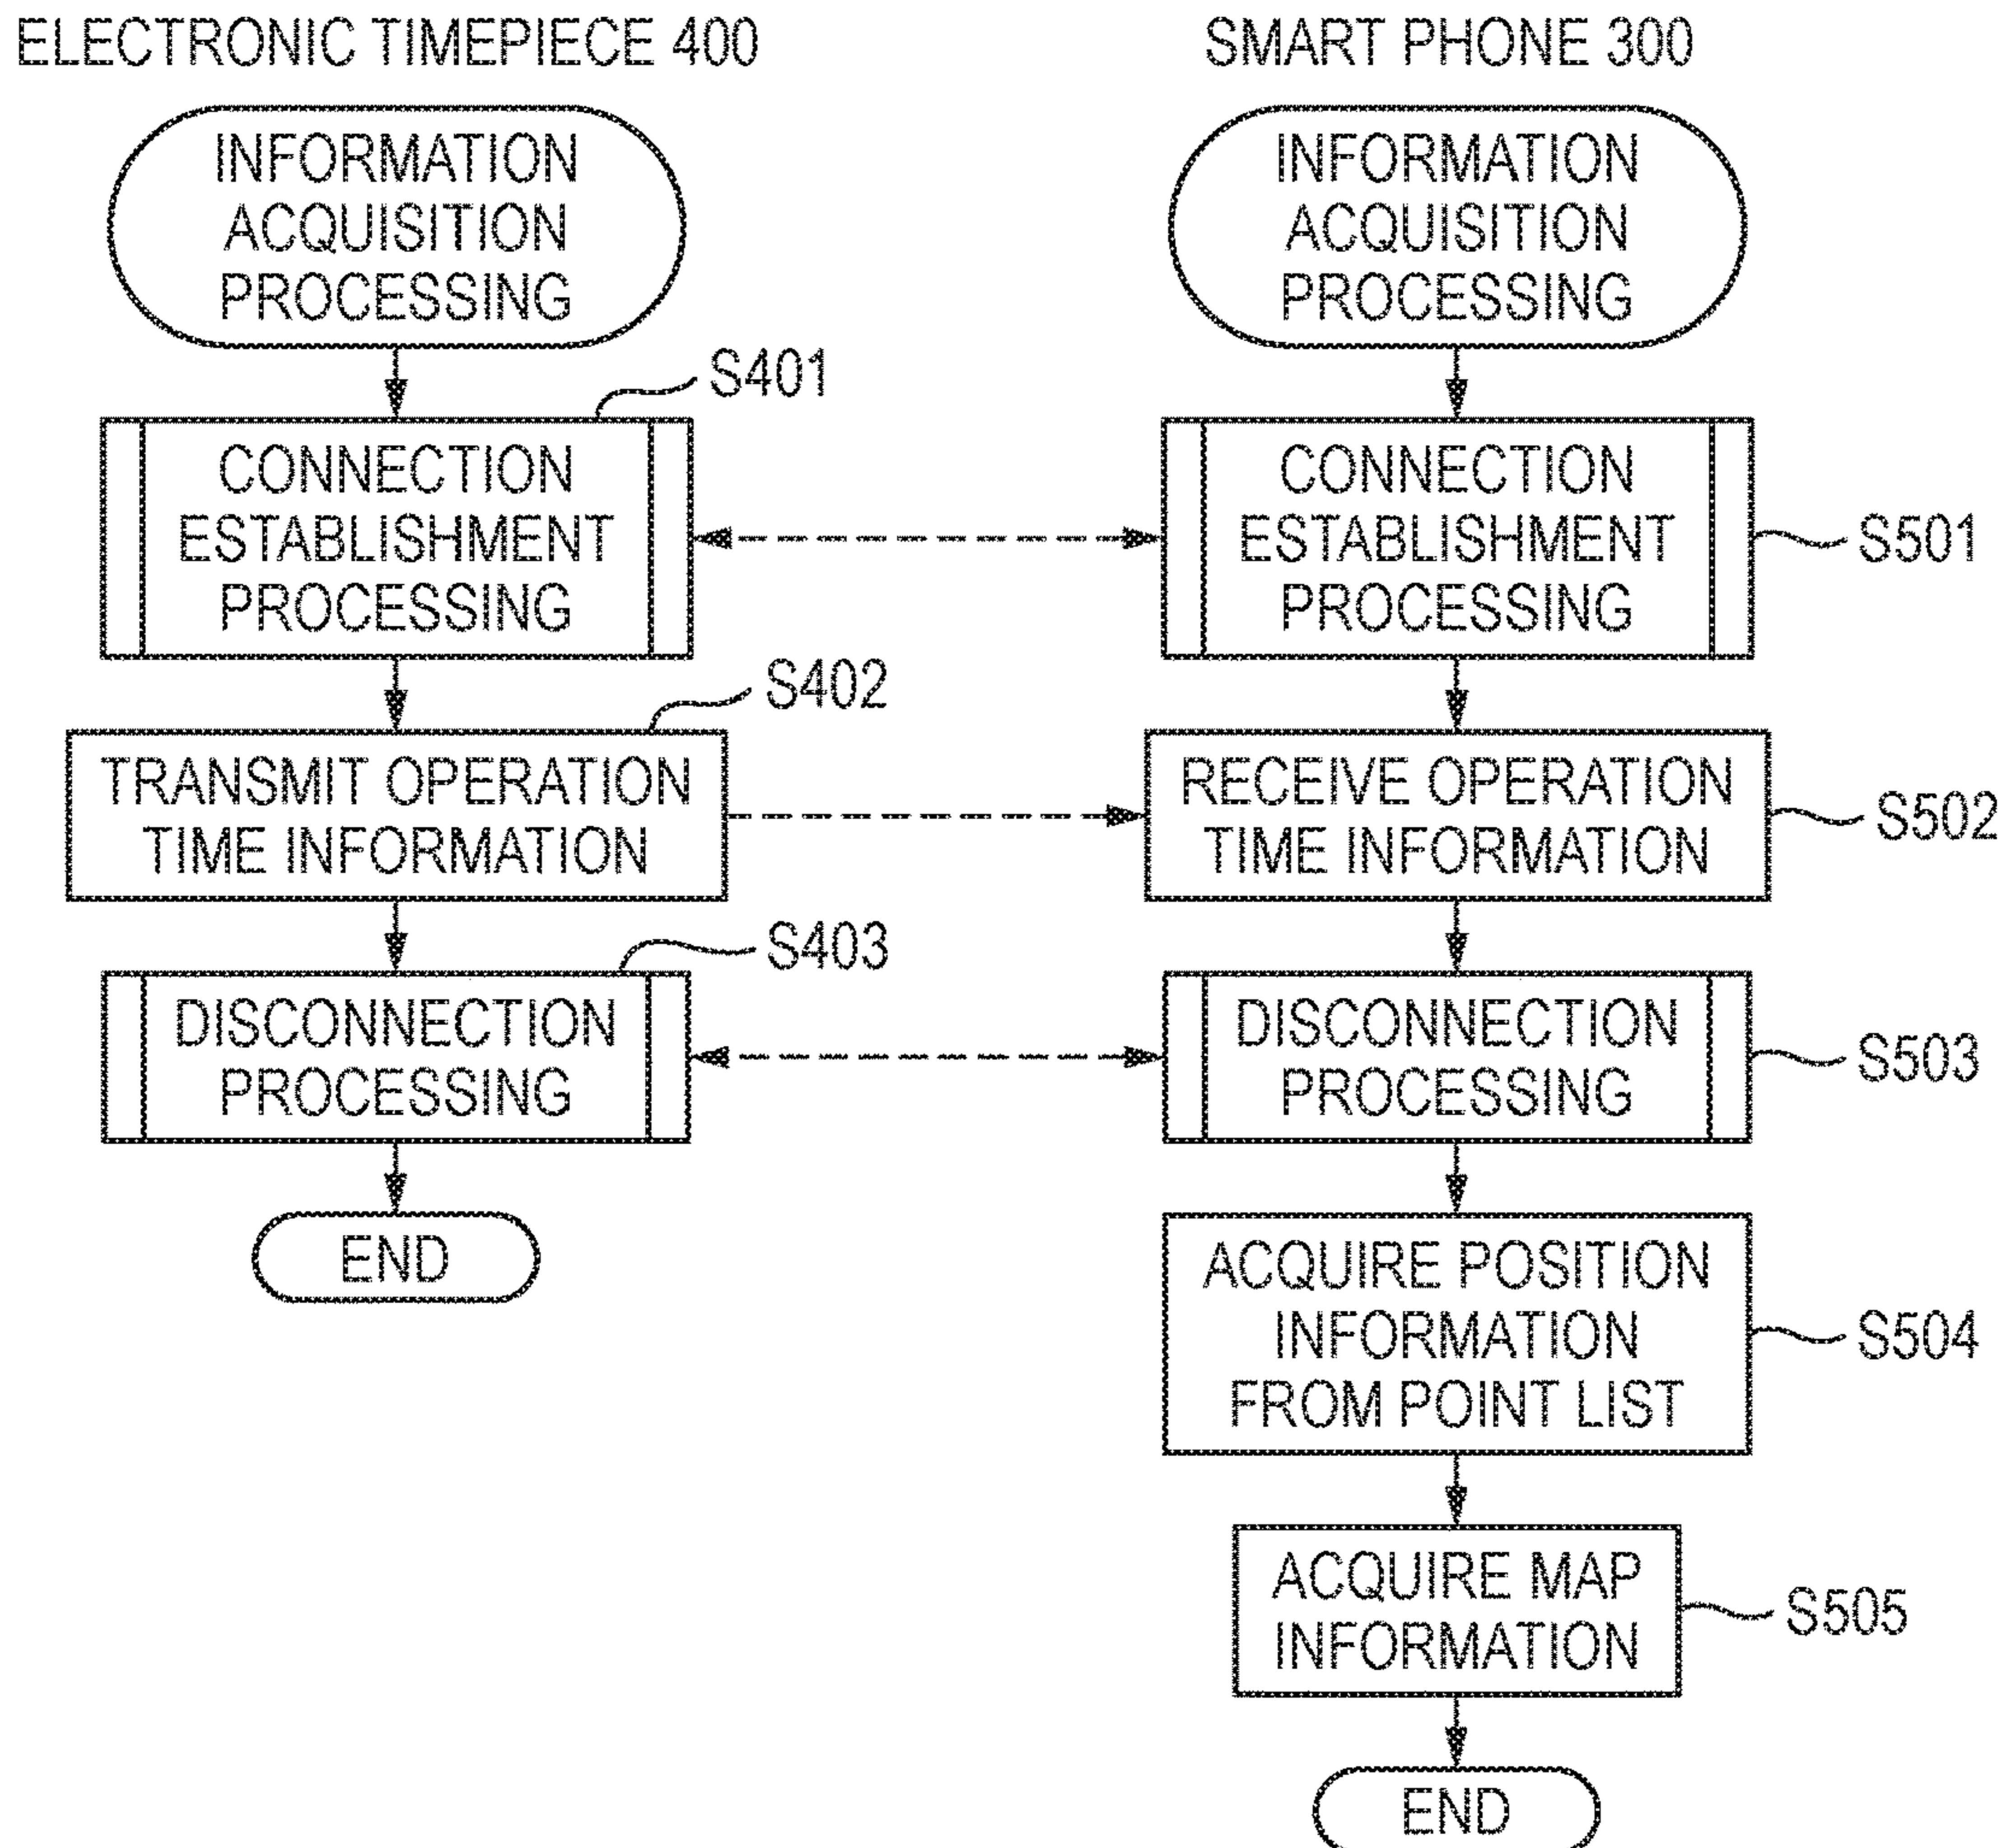 ELECTRONIC TIMEPIECE 400
INFORMATION
ACQUISITION
PROCESSING
S401
CONNECTION
ESTABLISHMENT
PROCESSING
S402
TRANSMIT OPERATION
TIME INFORMATION
S403
DISCONNECTION
PROCESSING
END
SMART PHONE 300
INFORMATION
ACQUISITION
PROCESSING
CONNECTION
ESTABLISHMENT
PROCESSING
S501
RECEIVE OPERATION
TIME INFORMATION
S502
DISCONNECTION
PROCESSING
S503
ACQUIRE POSITION
INFORMATION
FROM POINT LIST
S504
ACQUIRE MAP
INFORMATION
S505
END